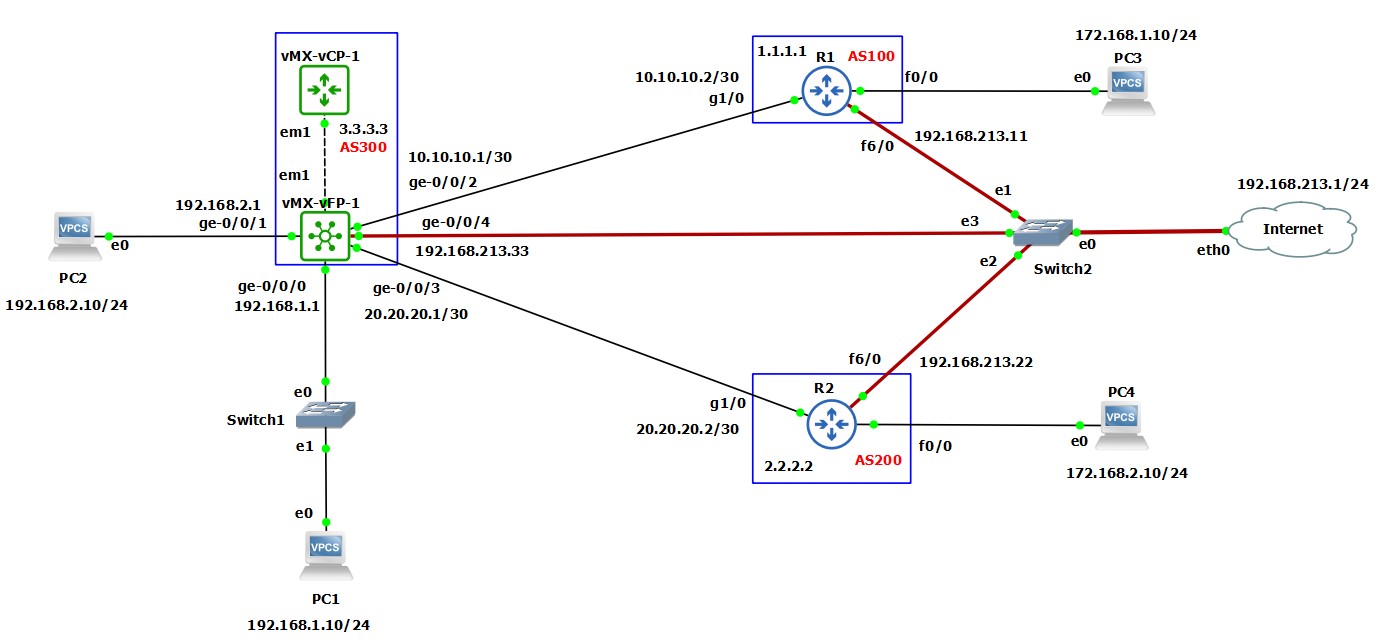 vMX-vCP-1
em1
3.3.3.3
AS300
em1
vMX-vFP-1
192.168.2.1
ge-0/0/1
10.10.10.1/30
ge-0/0/2
ge-0/0/4
192.168.213.33
ge-0/0/3
20.20.20.1/30
ge-0/0/0
192.168.1.1
VPCS
e0
PC2
192.168.2.10/24
e0
Switch1
e1
e0
VPCS
PC1
192.168.1.10/24
1.1.1.1
R1
AS100
10.10.10.2/30
g1/0
f0/0
f6/0
192.168.213.11
172.168.1.10/24
PC3
e0
VPCS
e1
e3
e2
e0
Switch2
192.168.213.1/24
Internet
eth0
f6/0
192.168.213.22
R2
g1/0
20.20.20.2/30
2.2.2.2
AS200
f0/0
PC4
VPCS
e0
172.168.2.10/24